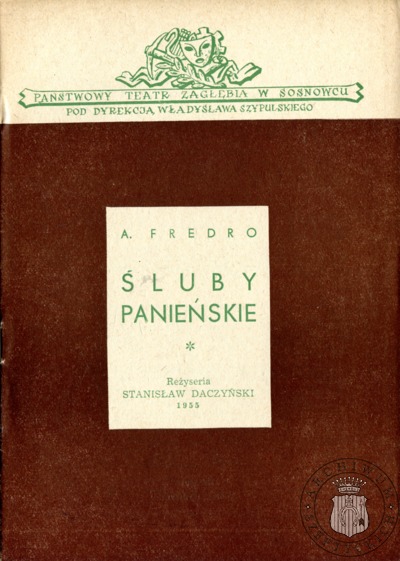 PAŃSTWOWY TEATR ZAGŁĘBIA W SOSNOWCU
POD DYREKCJĄ WŁADYSŁAWA SZYPULSKIEGO
A. FREDRO
ŚLUBY
PANIEŃSKIE
*
Reżyseria
STANISŁAW DACZYŃSKI
1955